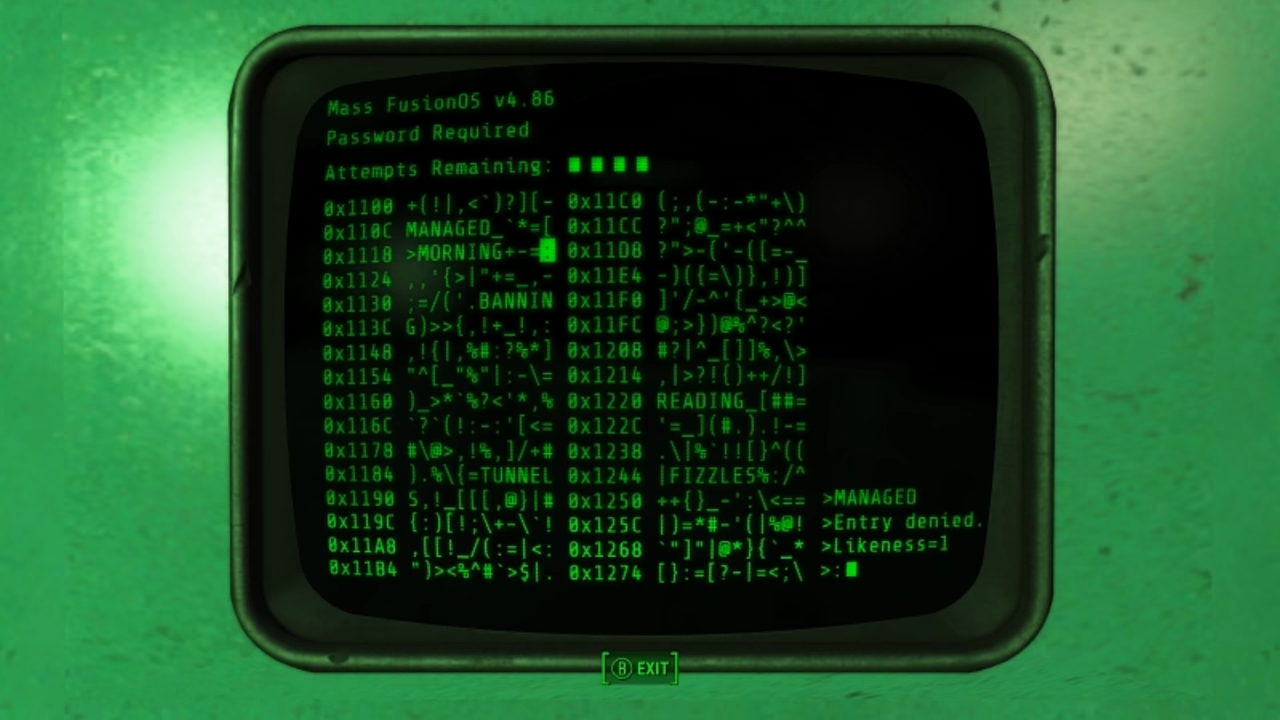 Mass FusionOS v4.86
Password Required
Attempts Remaining: ■ ■ ■ ■
0x1100 +(!|,<`)?][- 0x11C0 (;,(-:-*"+\)
0x110C MANAGED_`*=[ 0x11CC ?";@_=+<"?^^
0x1118 >MORNING+-= 0x11D8 ?">-('-([=-_
0x1124 ,,'{>|"+=_,- 0x11E4 -)({=\)},!)]
0x1130 ;=/('.BANNIN 0x11F0 ]'/-^'{_+>@<
0x113C G)>>{,!+_!,: 0x11FC @;>})@%^?<?'
0x1148 ,!{|,%#:?%*] 0x1208 #?|^_[]]%,\>
0x1154 "^[_"%"|:-\= 0x1214 ,|>?!{)++/!]
0x1160 )_>*`%?<'*,% 0x1220 READING_[##=
0x116C `?`(!:-:'[<= 0x122C '=_](#.).!-=
0x1178 #\@>,!%,]/+# 0x1238 .\|%`!![}^((
0x1184 ).%\{=TUNNEL 0x1244 |FIZZLES%:/^
0x1190 S,!_[[[,@}|# 0x1250 ++{}_-':\<== >MANAGED
0x119C {:)[!;\+-\`! 0x125C |)=*#-'(|%@! >Entry denied.
0x11A8 ,[[!_/(:=|<: 0x1268 `"]"|@*}{`_* >Likeness=1
0x11B4 ")><%^#`>$|. 0x1274 [}:=[?-|=<;\ >:■
[B EXIT]